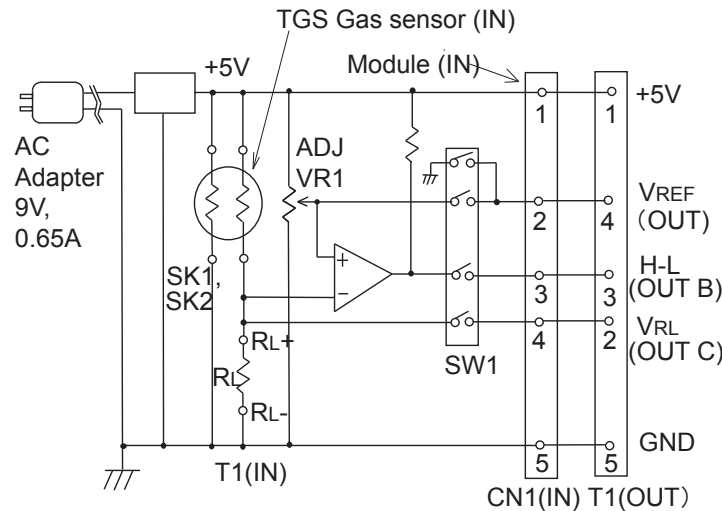 TGS Gas sensor (IN)
+5V
Module (IN)
AC
Adapter
9V,
0.65A
ADJ
VR1
+
−
SK1,
SK2
RL+
RL
RL-
T1(IN)
SW1
1
2
3
4
5
CN1(IN)
1
4
3
2
5
T1(OUT)
+5V
VREF
(OUT)
H-L
(OUT B)
VRL
(OUT C)
GND